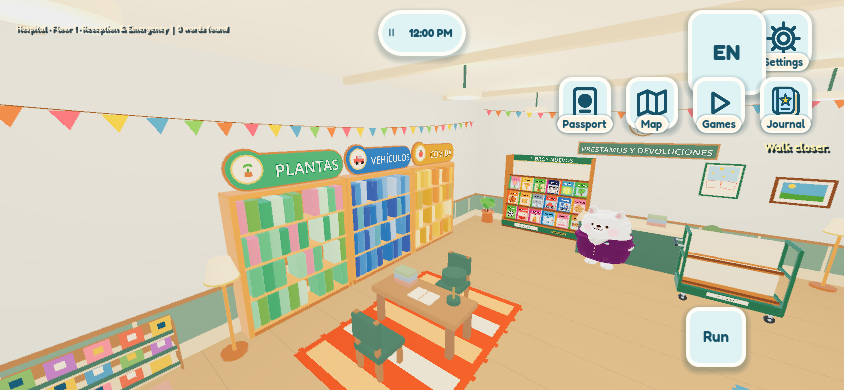 Hospital - Floor 1 - Reception & Emergency | 0 words found
12:00 PM
EN
Settings
Passport
Map
Games
Journal
Walk closer.
PLANTAS
VEHÍCULOS
PRÉSTAMOS Y DEVOLUCIONES
Run